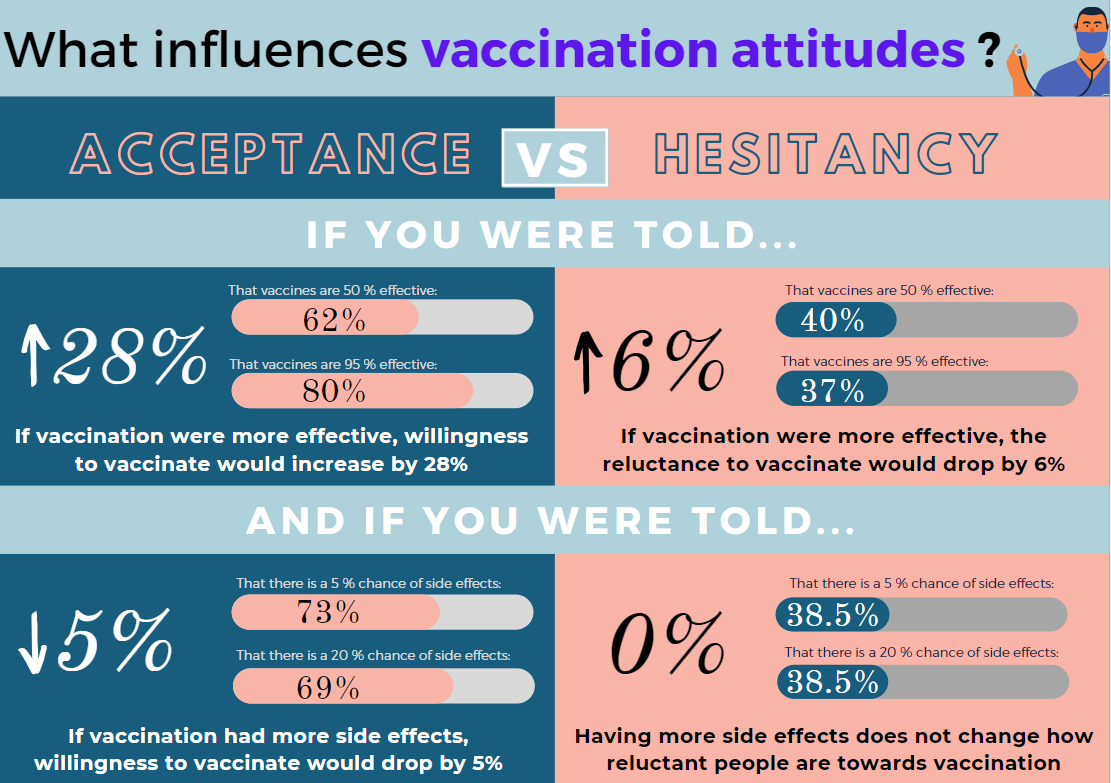 What influences vaccination attitudes ?
ACCEPTANCE VS HESITANCY
IF YOU WERE TOLD...
That vaccines are 50 % effective:
62%
↑28%
That vaccines are 95 % effective:
80%
If vaccination were more effective, willingness
to vaccinate would increase by 28%
That vaccines are 50 % effective:
40%
↑6%
That vaccines are 95 % effective:
37%
If vaccination were more effective, the
reluctance to vaccinate would drop by 6%
AND IF YOU WERE TOLD...
That there is a 5 % chance of side effects:
73%
↓5%
That there is a 20 % chance of side effects:
69%
If vaccination had more side effects,
willingness to vaccinate would drop by 5%
That there is a 5 % chance of side effects:
38.5%
0%
That there is a 20 % chance of side effects:
38.5%
Having more side effects does not change how
reluctant people are towards vaccination